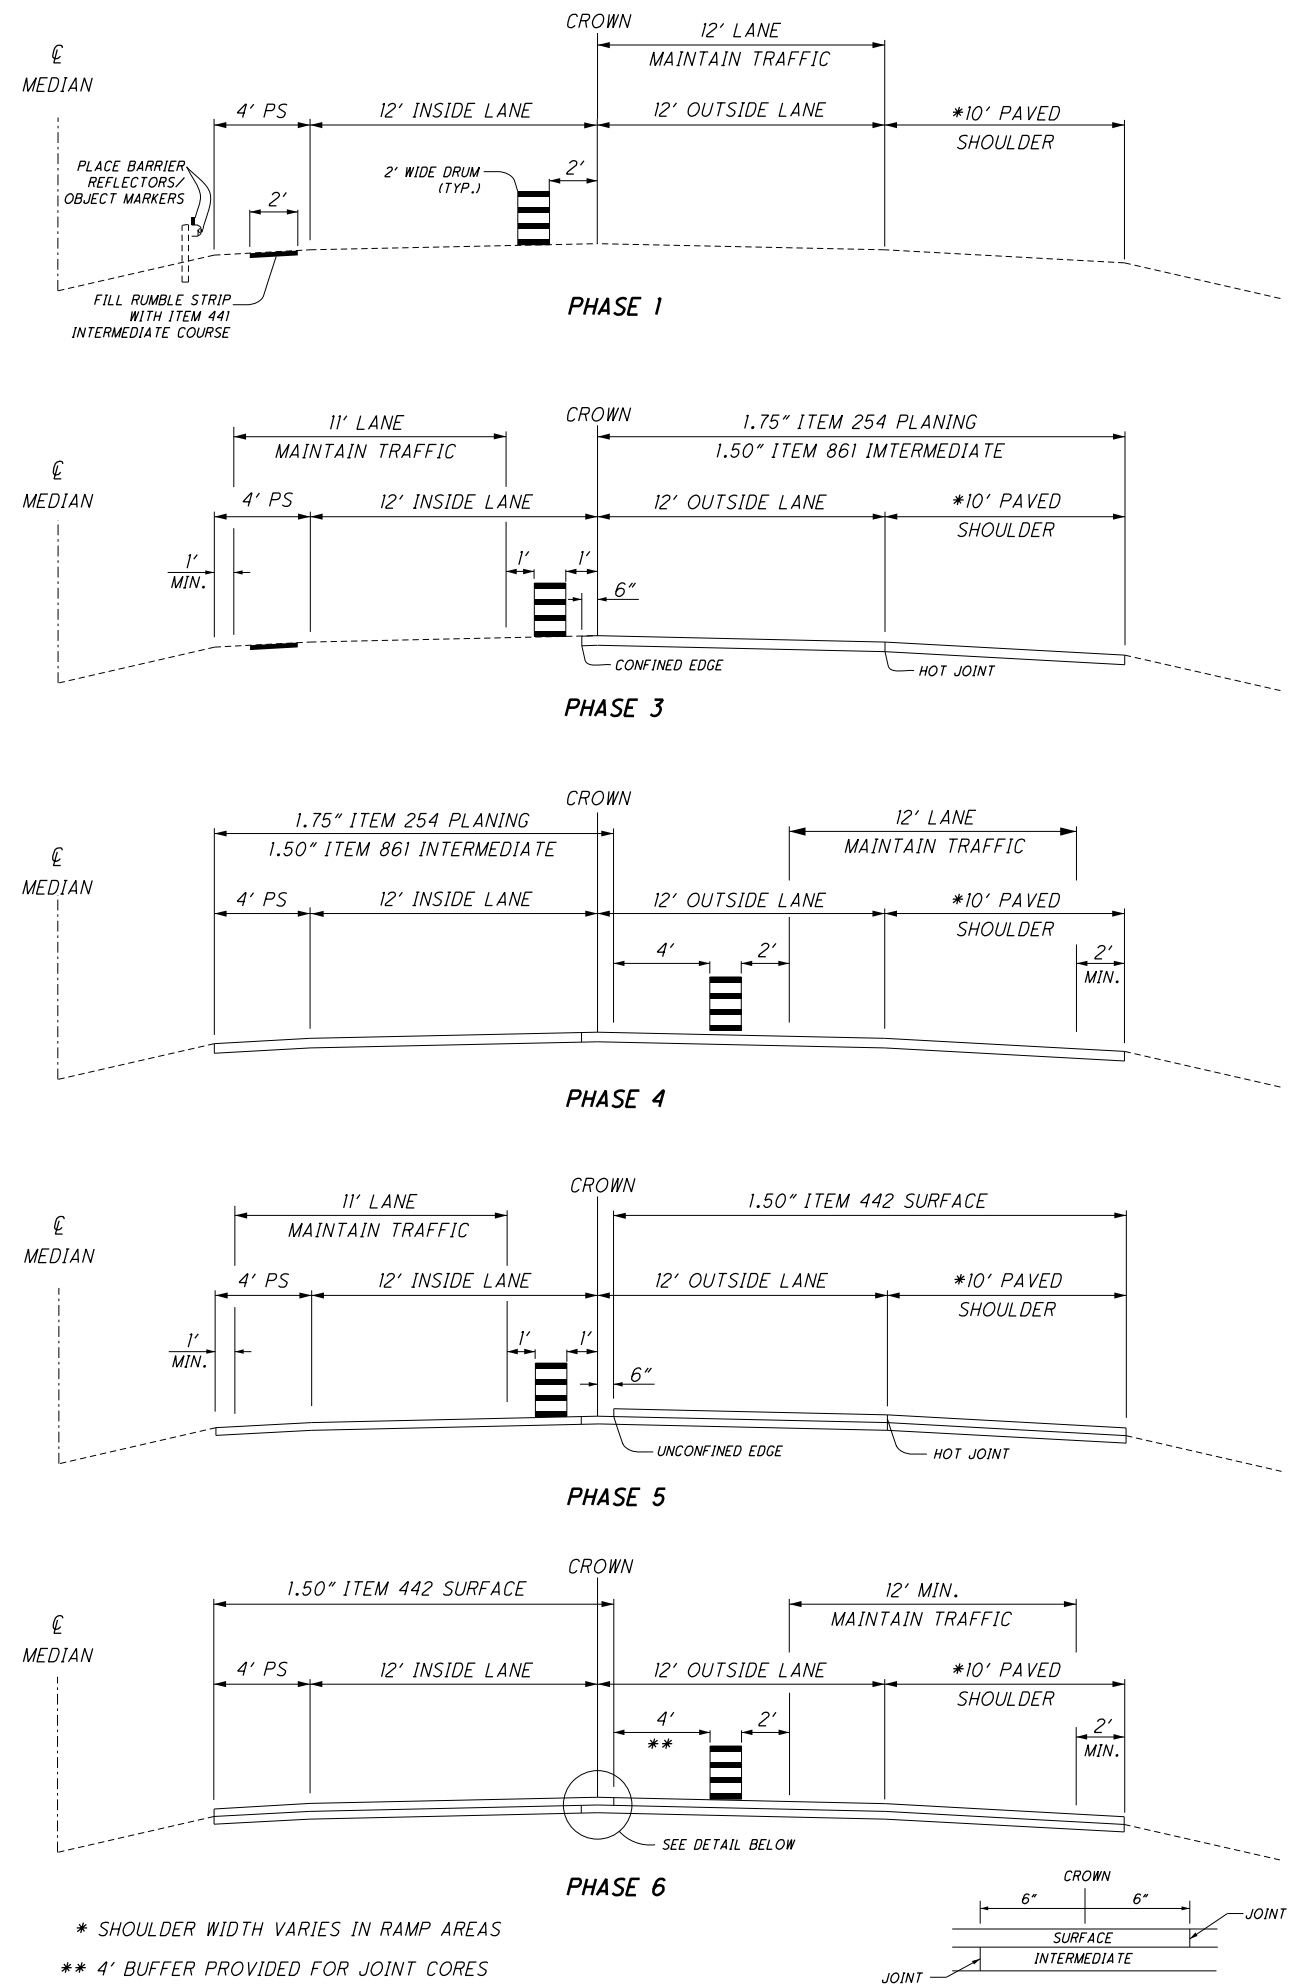 CROWN
℄
MEDIAN
12' LANE
MAINTAIN TRAFFIC
4' PS
12' INSIDE LANE
12' OUTSIDE LANE
*10' PAVED
SHOULDER
PLACE BARRIER
REFLECTORS/
OBJECT MARKERS
2'
2' WIDE DRUM
(TYP.)
2'
FILL RUMBLE STRIP
WITH ITEM 441
INTERMEDIATE COURSE
PHASE 1
CROWN
11' LANE
MAINTAIN TRAFFIC
1.75" ITEM 254 PLANING
1.50" ITEM 861 IMTERMEDIATE
℄
MEDIAN
4' PS
12' INSIDE LANE
12' OUTSIDE LANE
*10' PAVED
SHOULDER
1'
MIN.
1'
1'
6"
CONFINED EDGE
HOT JOINT
PHASE 3
CROWN
1.75" ITEM 254 PLANING
1.50" ITEM 861 INTERMEDIATE
12' LANE
MAINTAIN TRAFFIC
℄
MEDIAN
4' PS
12' INSIDE LANE
12' OUTSIDE LANE
*10' PAVED
SHOULDER
4'
2'
2'
MIN.
PHASE 4
CROWN
11' LANE
MAINTAIN TRAFFIC
1.50" ITEM 442 SURFACE
℄
MEDIAN
4' PS
12' INSIDE LANE
12' OUTSIDE LANE
*10' PAVED
SHOULDER
1'
MIN.
1'
1'
6"
UNCONFINED EDGE
HOT JOINT
PHASE 5
CROWN
1.50" ITEM 442 SURFACE
12' MIN.
MAINTAIN TRAFFIC
℄
MEDIAN
4' PS
12' INSIDE LANE
12' OUTSIDE LANE
*10' PAVED
SHOULDER
4'
**
2'
2'
MIN.
SEE DETAIL BELOW
PHASE 6
CROWN
6"
6"
JOINT
SURFACE
INTERMEDIATE
JOINT
* SHOULDER WIDTH VARIES IN RAMP AREAS
** 4' BUFFER PROVIDED FOR JOINT CORES